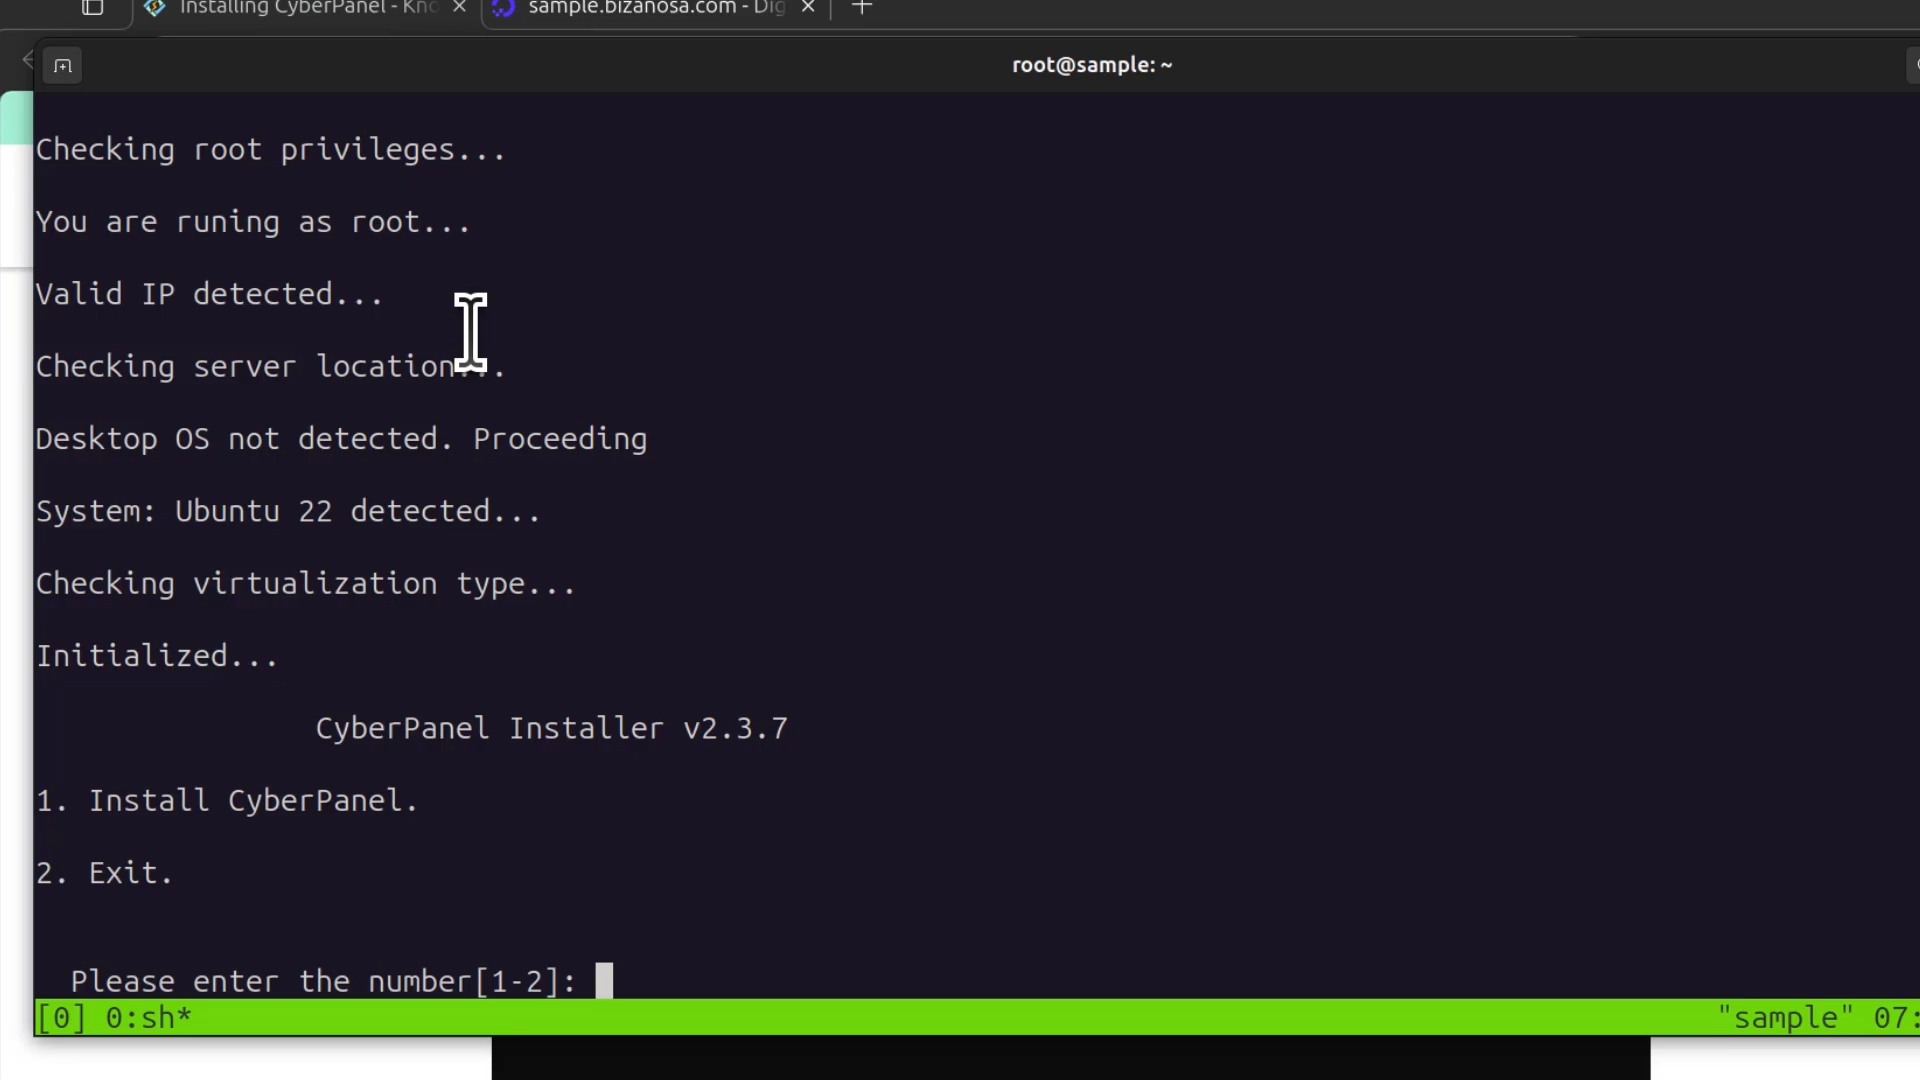 Installing CyberPanel - Kno
sample.bizanosa.com - Dig
root@sample: ~
Checking root privileges...
You are runing as root...
Valid IP detected...
Checking server location...
Desktop OS not detected. Proceeding
System: Ubuntu 22 detected...
Checking virtualization type...
Initialized...
CyberPanel Installer v2.3.7
1. Install CyberPanel.
2. Exit.
Please enter the number[1-2]:
[0] 0:sh* "sample" 07: